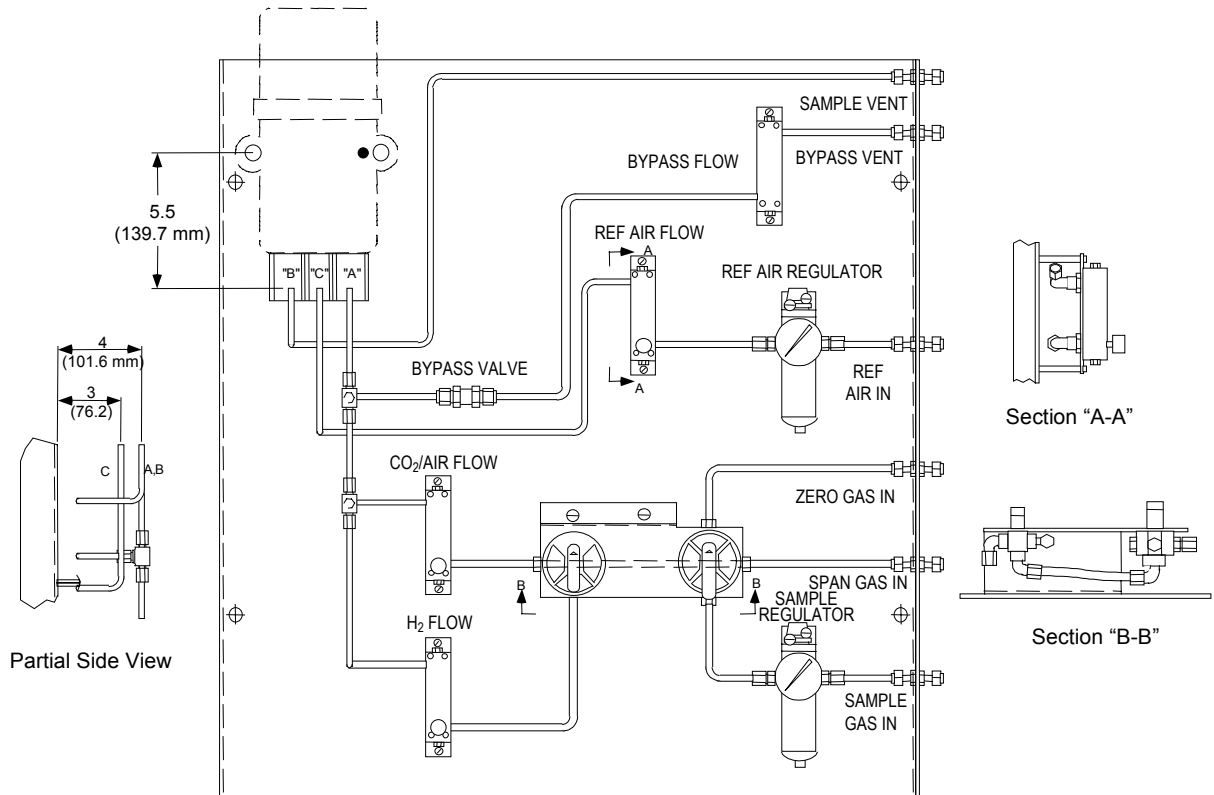 SAMPLE VENT
BYPASS FLOW
BYPASS VENT
5.5
(139.7 mm)
REF AIR FLOW
A
REF AIR REGULATOR
"B"
"C"
"A"
4
(101.6 mm)
3
(76.2)
BYPASS VALVE
A
REF
AIR IN
Section "A-A"
C
A,B
CO₂/AIR FLOW
ZERO GAS IN
SPAN GAS IN
B
B
SAMPLE
REGULATOR
H₂ FLOW
Section "B-B"
Partial Side View
SAMPLE
GAS IN